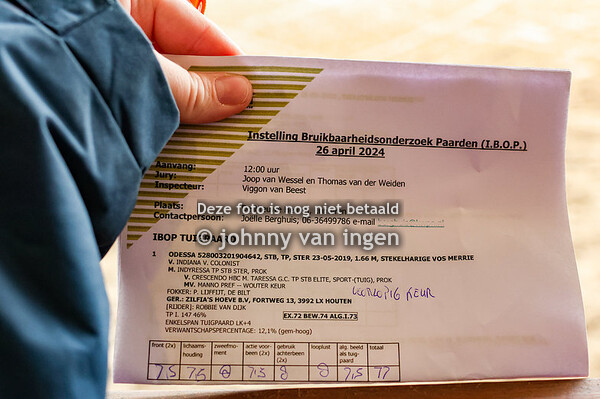 Instelling Bruikbaarheidsonderzoek Paarden (I.B.O.P.)
26 april 2024
Aanvang: 12:00 uur
Jury: Joop van Wessel en Thomas van der Weiden
Inspecteur: Viggon van Beest
Deze foto is nog niet betaald
Plaats:
Contactpersoon: Joëlle Berghuis; 06-36499786 e-mail
© johnny van ingen
IBOP TUIGPAARD
1 ODESSA 528003201904642, STB, TP, STER 23-05-2019, 1.66 M, STEKELHARIGE VOS MERRIE
V. INDIANA V. COLONIST
M. INDYRESSA TP STB STER, PROK
V. CRESCENDO HBC M. TARESSA G.C. TP STB ELITE, SPORT-(TUIG), PROK
MV. MANNO PREF -- WOUTER KEUR
FOKKER: P. LIJFFIJT, DE BILT
GER.: ZILFIA'S HOEVE B.V., FORTWEG 13, 3992 LX HOUTEN
VOORLOPIG KEUR
[RIJDER]: ROBBIE VAN DIJK
TP I. 147 46% EX.72 BEW.74 ALG.I.73
ENKELSPAN TUIGPAARD LK+4
VERWANTSCHAPSPERCENTAGE: 12,1% (gem-hoog)
front (2x) lichaams-houding zweefmo-ment actie voor-been (2x) gebruik achterbeen (2x) looplust alg. beeld als tuig-paard totaal
7,5 7,5 7,5 8 8 7,5 77